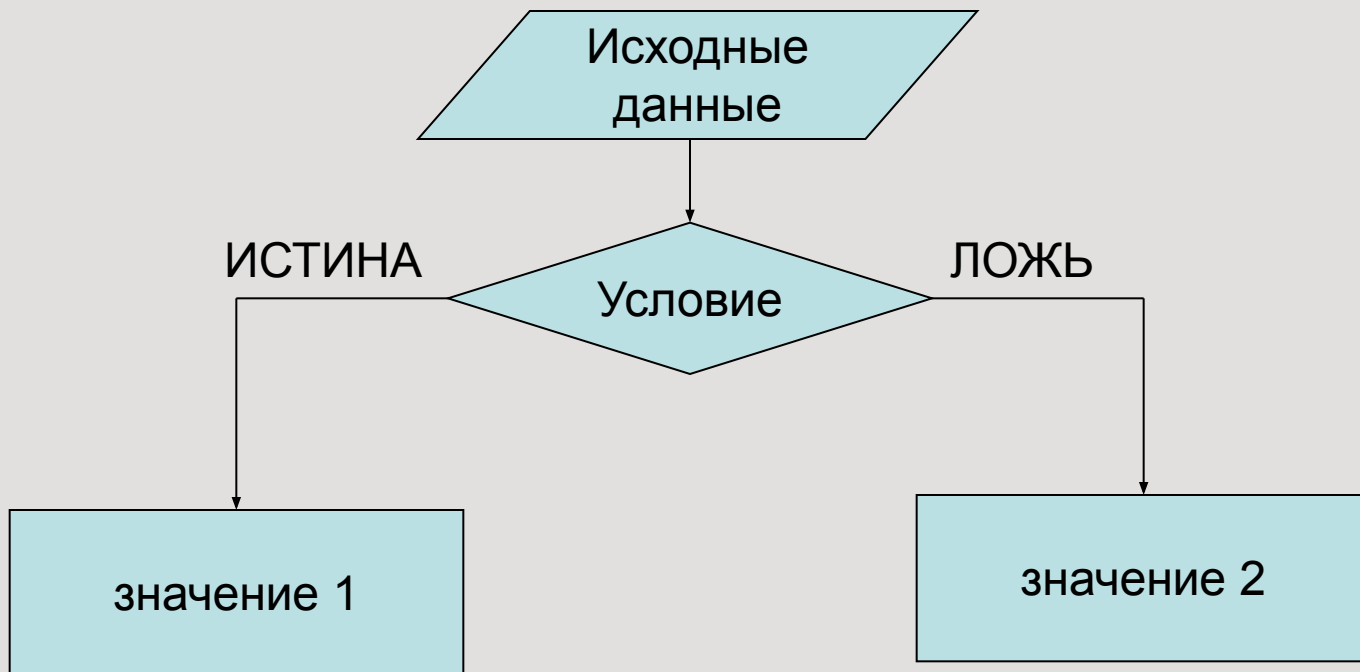 Исходные
данные
ИСТИНА
ЛОЖЬ
Условие
значение 1
значение 2